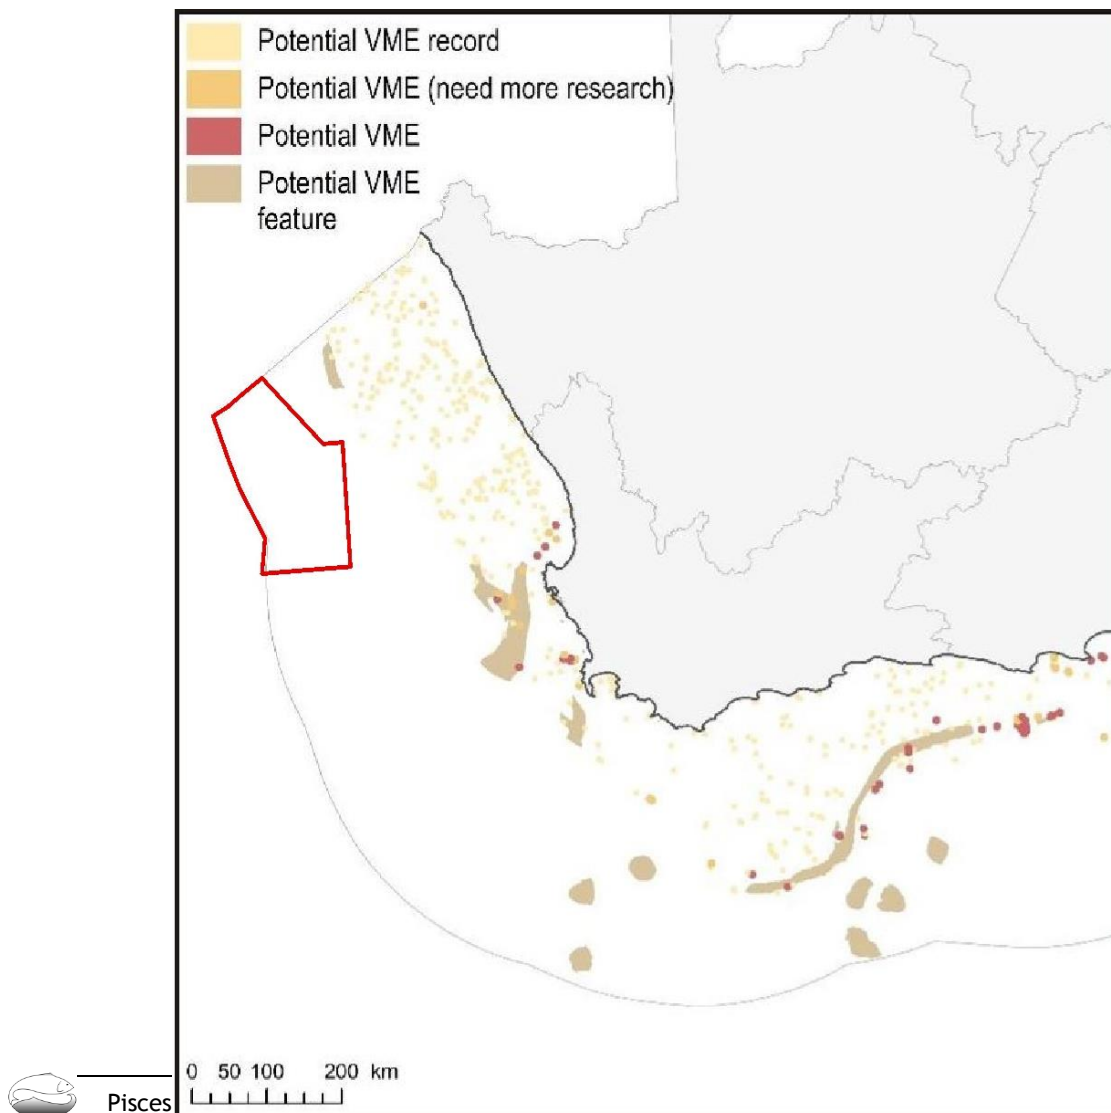 Potential VME record
Potential VME (need more research)
Potential VME
Potential VME
feature
0 50 100 200 km
Pisces